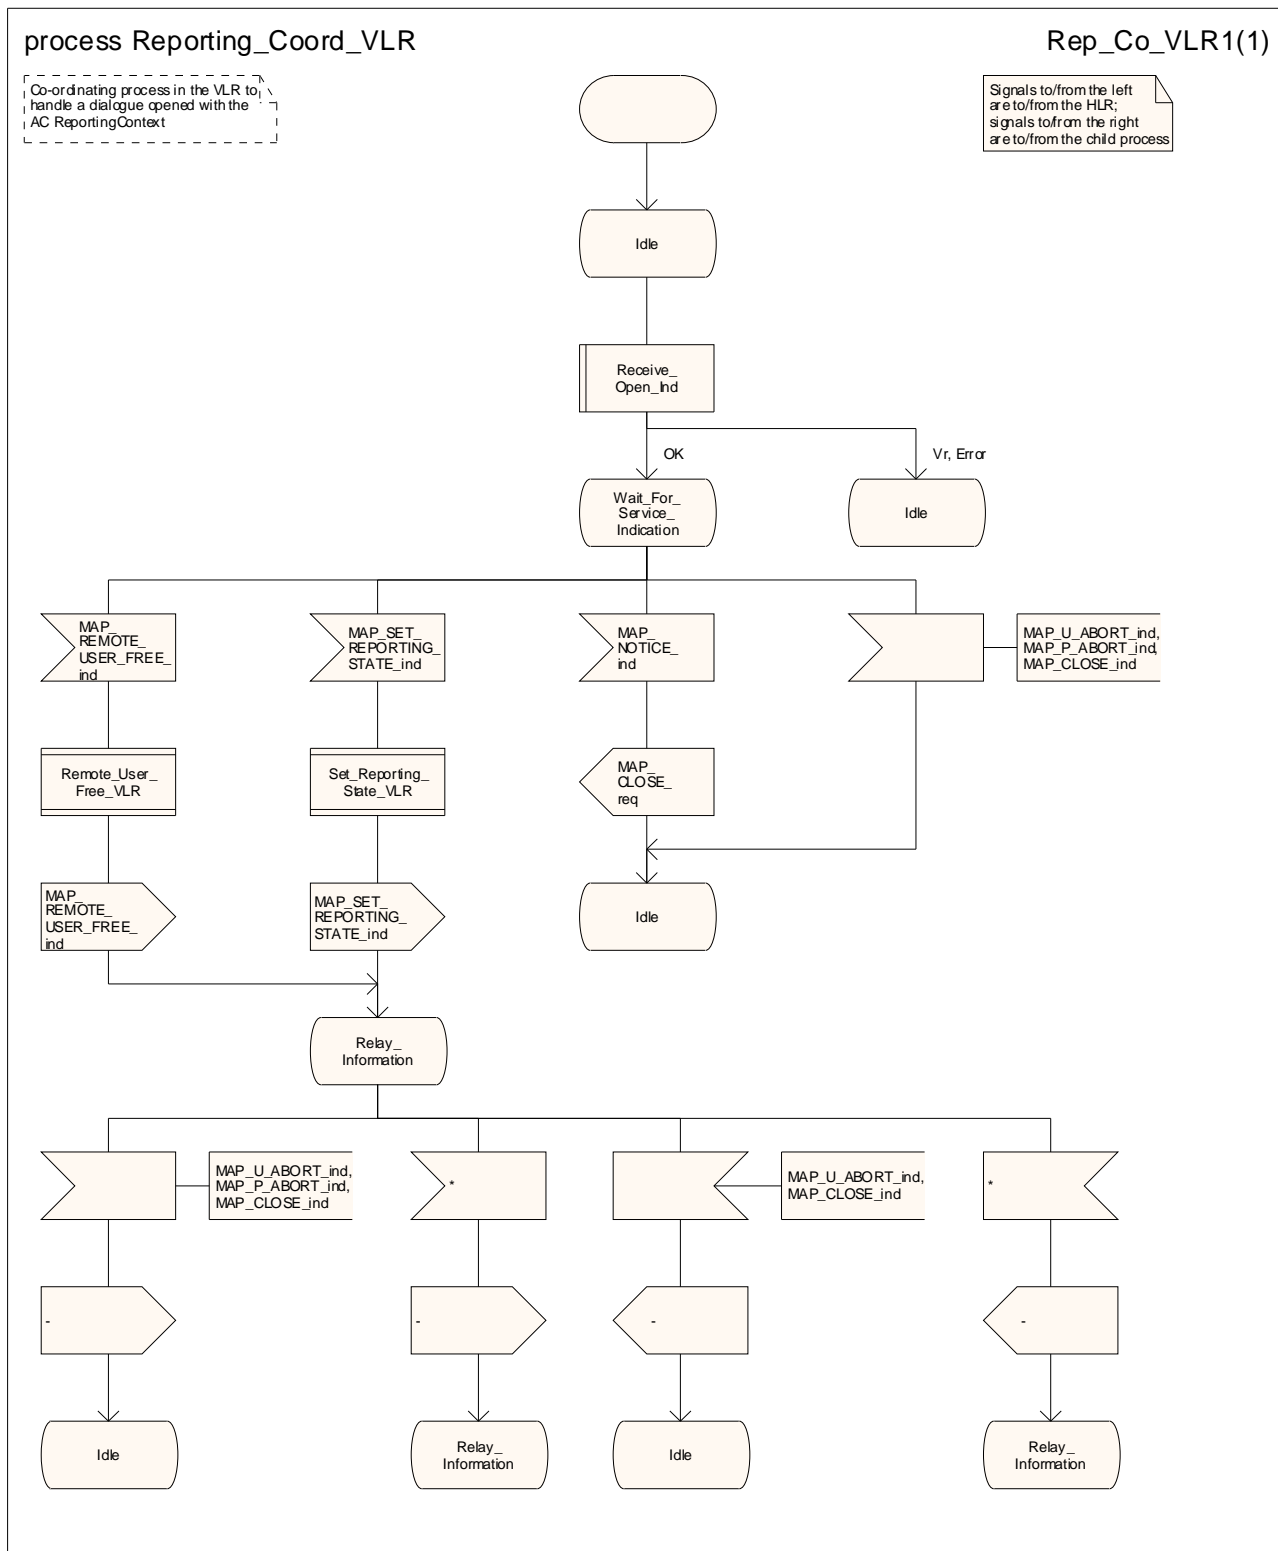 process Reporting_Coord_VLR
Rep_Co_VLR1(1)
Co-ordinating process in the VLR to
handle a dialogue opened with the
AC ReportingContext
Signals to/from the left
are to/from the HLR;
signals to/from the right
are to/from the child process
Idle
Receive_
Open_Ind
OK
Vr, Error
Wait_For_
Service_
Indication
Idle
MAP_
REMOTE_
USER_FREE_
ind
MAP_SET_
REPORTING_
STATE_ind
MAP_
NOTICE_
ind
MAP_U_ABORT_ind,
MAP_P_ABORT_ind,
MAP_CLOSE_ind
Remote_User_
Free_VLR
Set_Reporting_
State_VLR
MAP_
CLOSE_
req
MAP_
REMOTE_
USER_FREE_
ind
MAP_SET_
REPORTING_
STATE_ind
Idle
Relay_
Information
MAP_U_ABORT_ind,
MAP_P_ABORT_ind,
MAP_CLOSE_ind
*
MAP_U_ABORT_ind,
MAP_CLOSE_ind
*
-
-
-
-
Idle
Relay_
Information
Idle
Relay_
Information